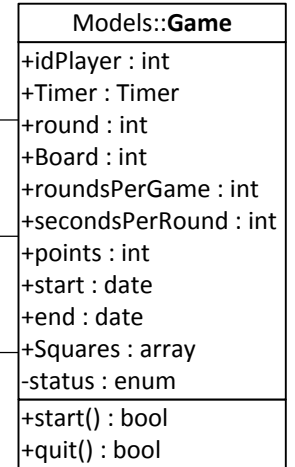 Models::Game
+idPlayer : int
+Timer : Timer
+round : int
+Board : int
+roundsPerGame : int
+secondsPerRound : int
+points : int
+start : date
+end : date
+Squares : array
-status : enum
+start() : bool
+quit() : bool